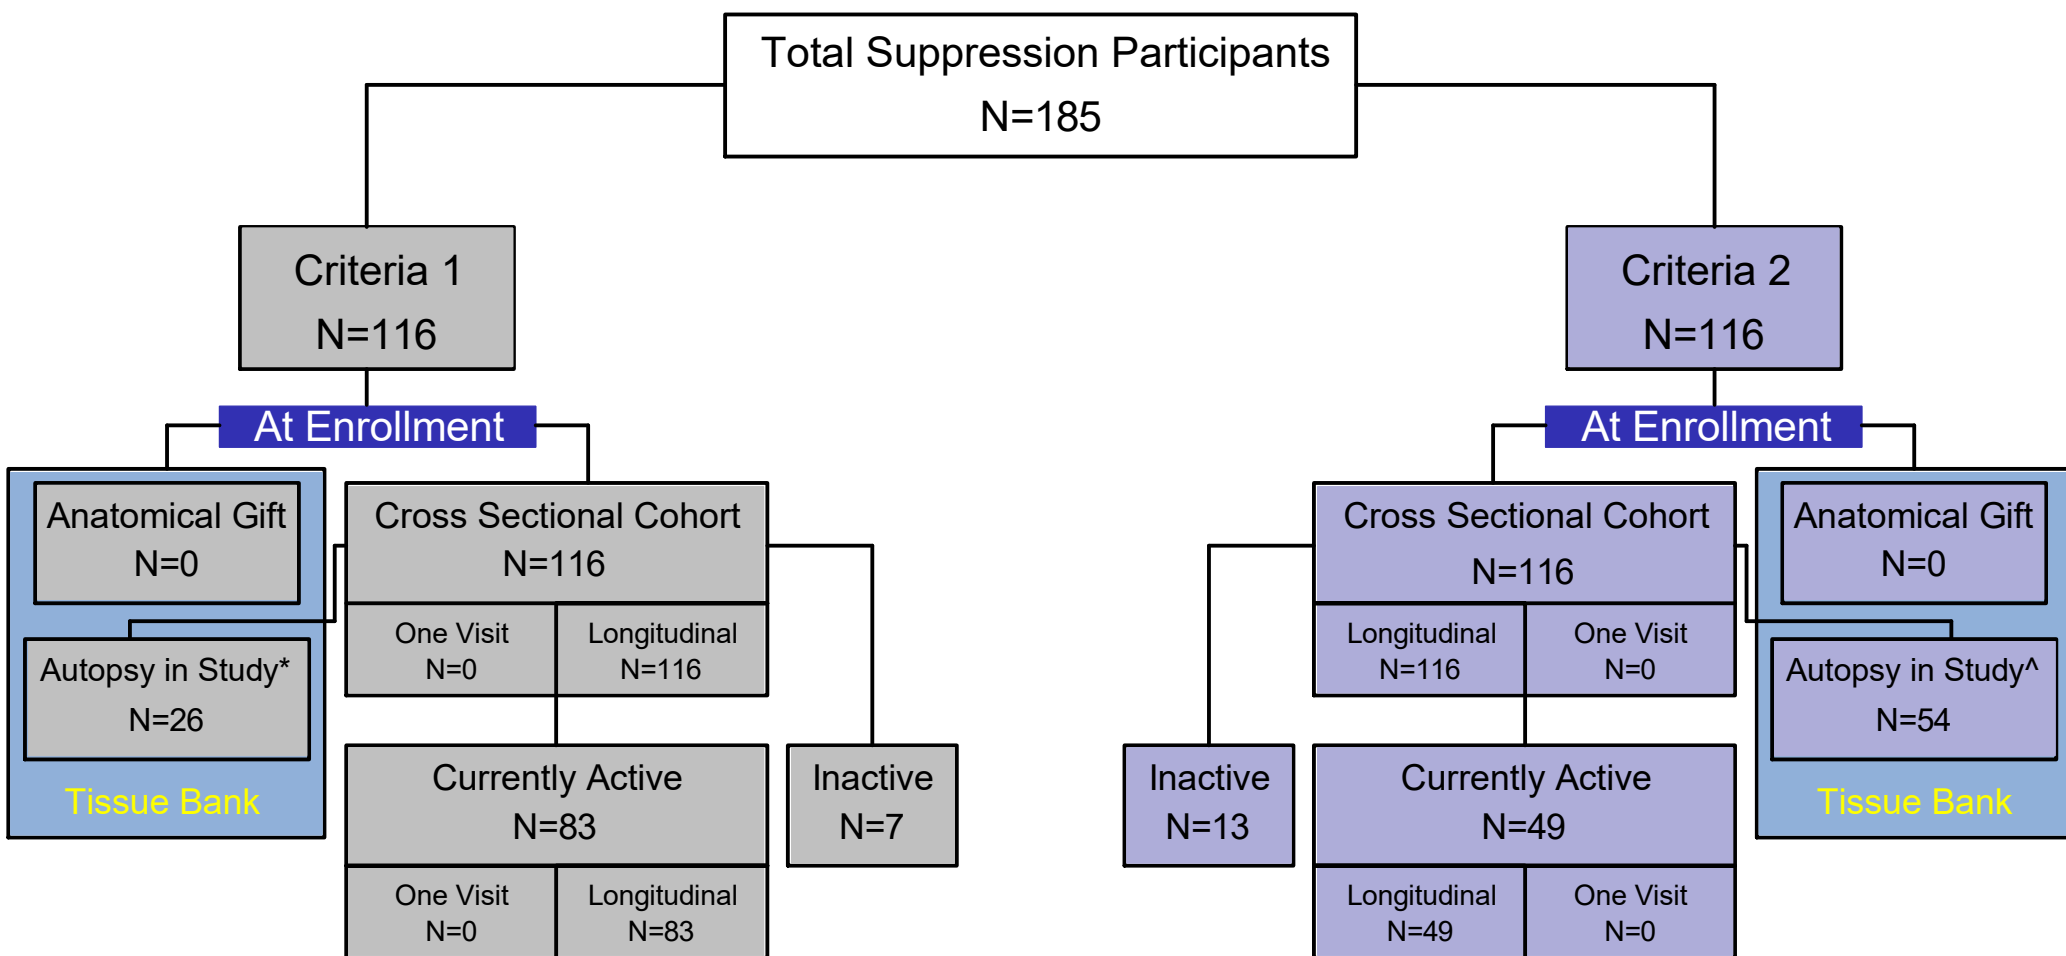 Total Suppression Participants
N=185
Criteria 1
N=116
Criteria 2
N=116
At Enrollment
At Enrollment
Anatomical Gift
N=0
Cross Sectional Cohort
N=116
One Visit
N=0
Longitudinal
N=116
Autopsy in Study*
N=26
Tissue Bank
Currently Active
N=83
Inactive
N=7
One Visit
N=0
Longitudinal
N=83
Cross Sectional Cohort
N=116
Anatomical Gift
N=0
Longitudinal
N=116
One Visit
N=0
Autopsy in Study^
N=54
Tissue Bank
Inactive
N=13
Currently Active
N=49
Longitudinal
N=49
One Visit
N=0